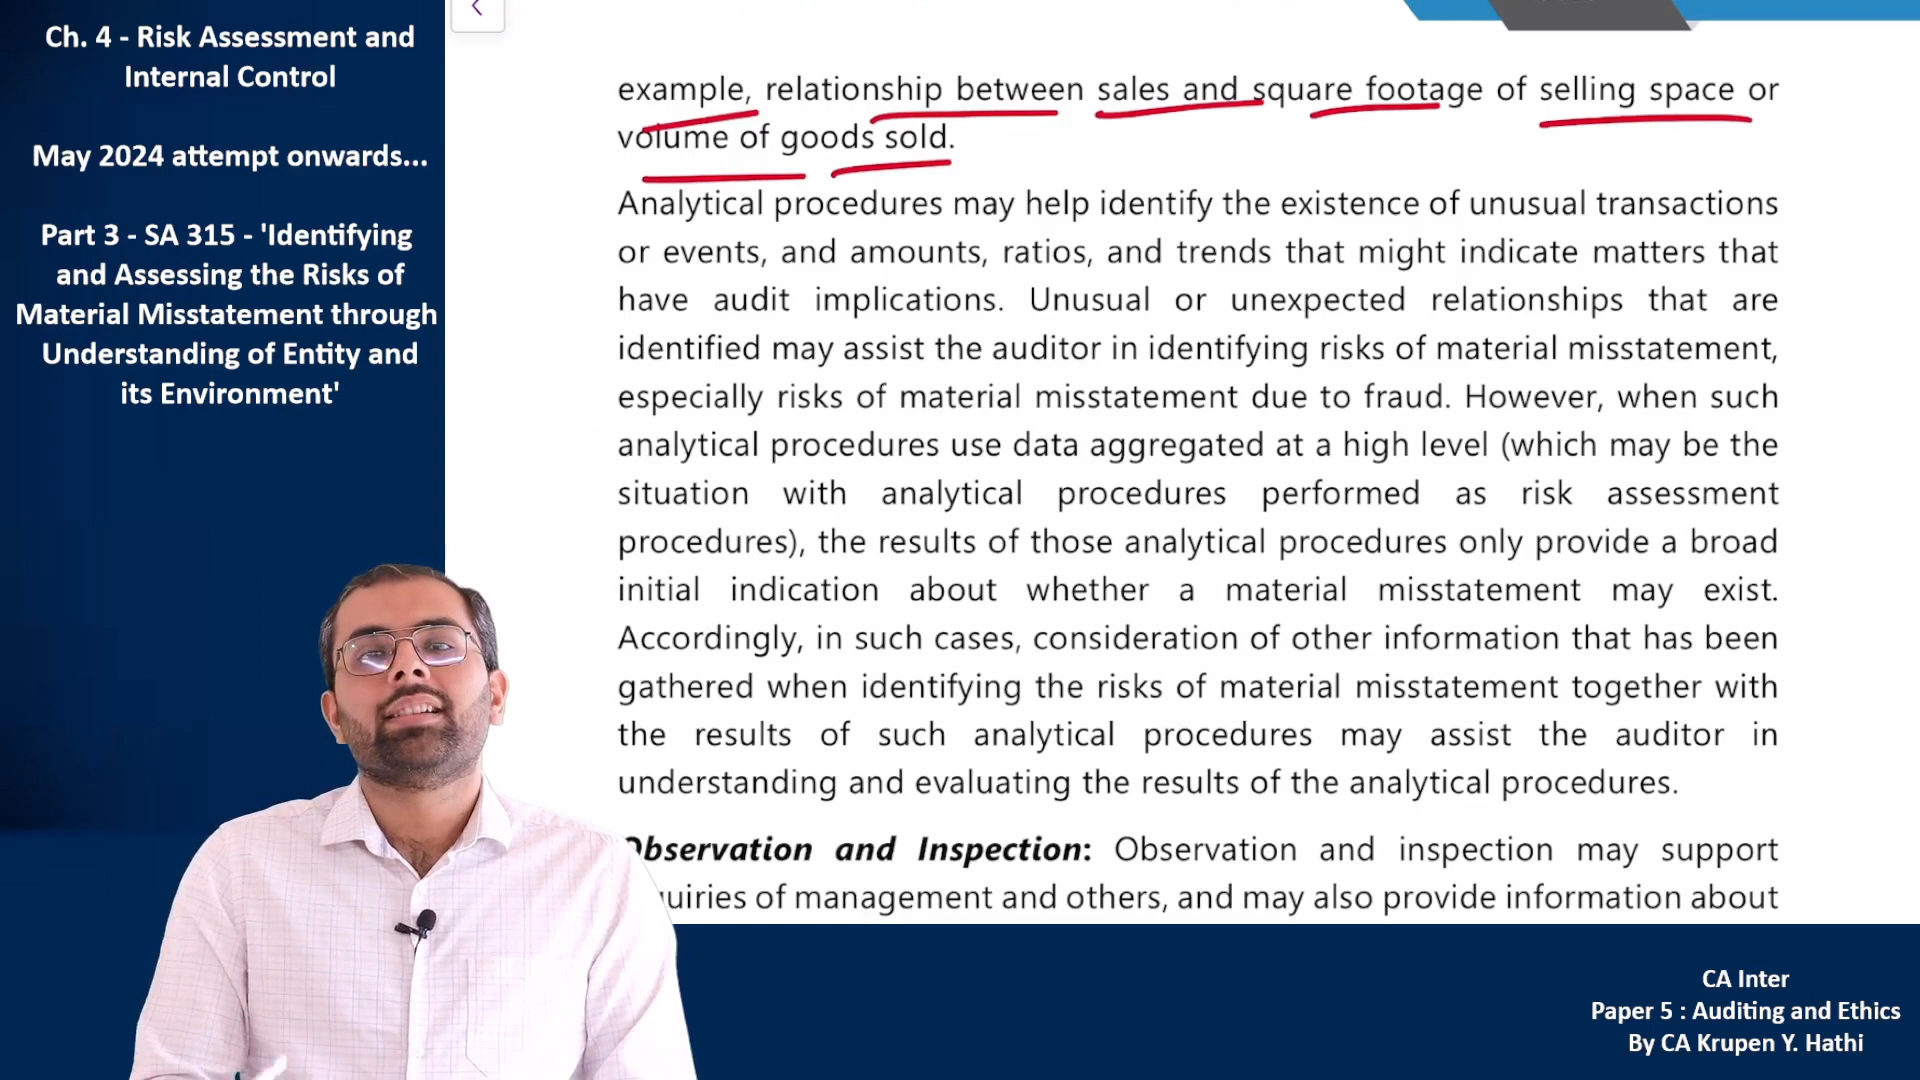 Ch. 4 - Risk Assessment and
Internal Control
May 2024 attempt onwards...
Part 3 - SA 315 - 'Identifying
and Assessing the Risks of
Material Misstatement through
Understanding of Entity and
its Environment'
example, relationship between sales and square footage of selling space or
volume of goods sold.
Analytical procedures may help identify the existence of unusual transactions
or events, and amounts, ratios, and trends that might indicate matters that
have audit implications. Unusual or unexpected relationships that are
identified may assist the auditor in identifying risks of material misstatement,
especially risks of material misstatement due to fraud. However, when such
analytical procedures use data aggregated at a high level (which may be the
situation with analytical procedures performed as risk assessment
procedures), the results of those analytical procedures only provide a broad
initial indication about whether a material misstatement may exist.
Accordingly, in such cases, consideration of other information that has been
gathered when identifying the risks of material misstatement together with
the results of such analytical procedures may assist the auditor in
understanding and evaluating the results of the analytical procedures.
Observation and Inspection: Observation and inspection may support
of management and others, and may also provide information about
CA Inter
Paper 5 : Auditing and Ethics
By CA Krupen Y. Hathi